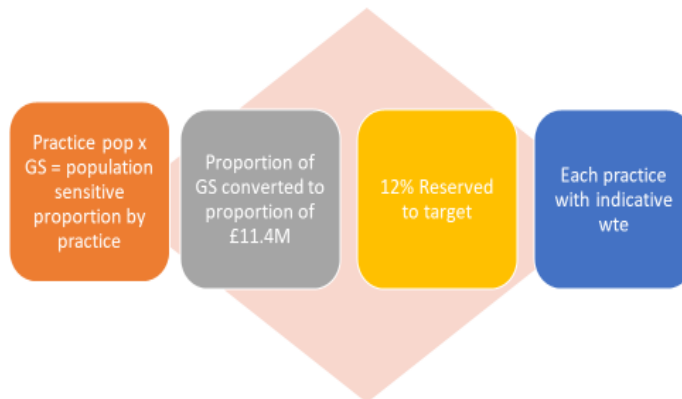 Practice pop x
GS = population
sensitive
proportion by
practice
Proportion of
GS converted to
proportion of
£11.4M
12% Reserved
to target
Each practice
with indicative
wte